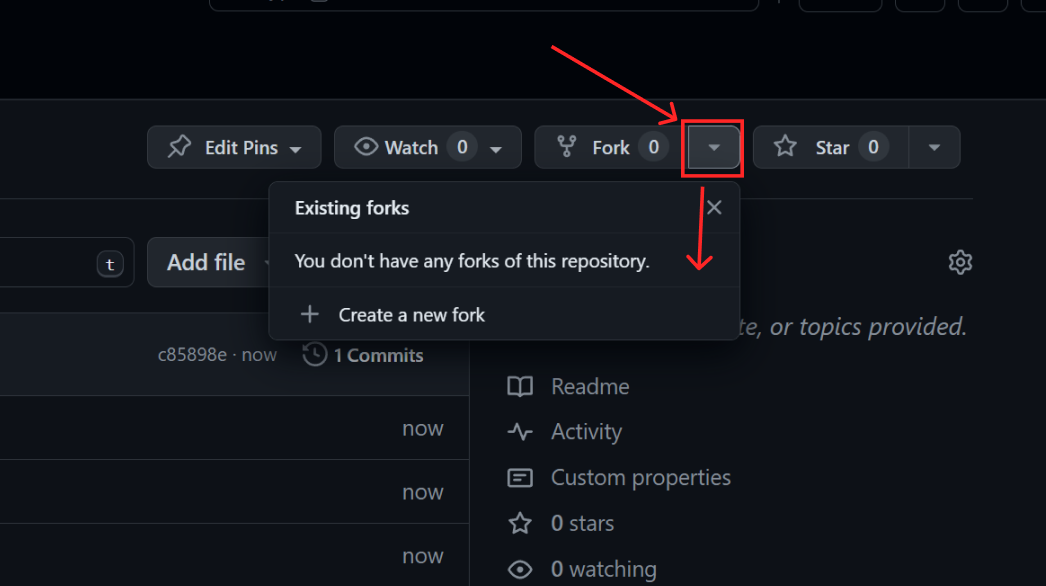 Edit Pins
Watch 0
Fork 0
Star 0
Existing forks
You don't have any forks of this repository.
Create a new fork
t
Add file
te, or topics provided.
c85898e · now
1 Commits
now
now
now
Readme
Activity
Custom properties
0 stars
0 watching